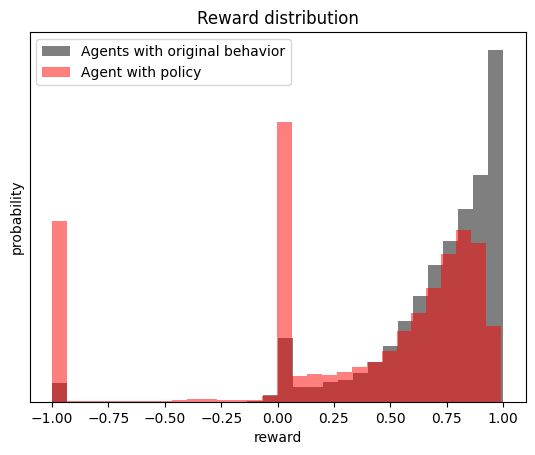 Reward distribution
Agents with original behavior
Agent with policy
probability
−1.00 −0.75 −0.50 −0.25 0.00 0.25 0.50 0.75 1.00
reward